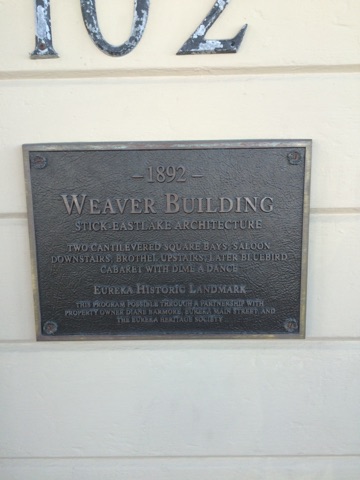 102
– 1892 –
WEAVER BUILDING
STICK-EASTLAKE ARCHITECTURE
TWO CANTILEVERED SQUARE BAYS; SALOON
DOWNSTAIRS; BROTHEL UPSTAIRS; LATER BLUEBIRD
CABARET WITH DIME A DANCE
EUREKA HISTORIC LANDMARK
THIS PROGRAM POSSIBLE THROUGH A PARTNERSHIP WITH
PROPERTY OWNER DIANE BARMORE, EUREKA MAIN STREET, AND
THE EUREKA HERITAGE SOCIETY